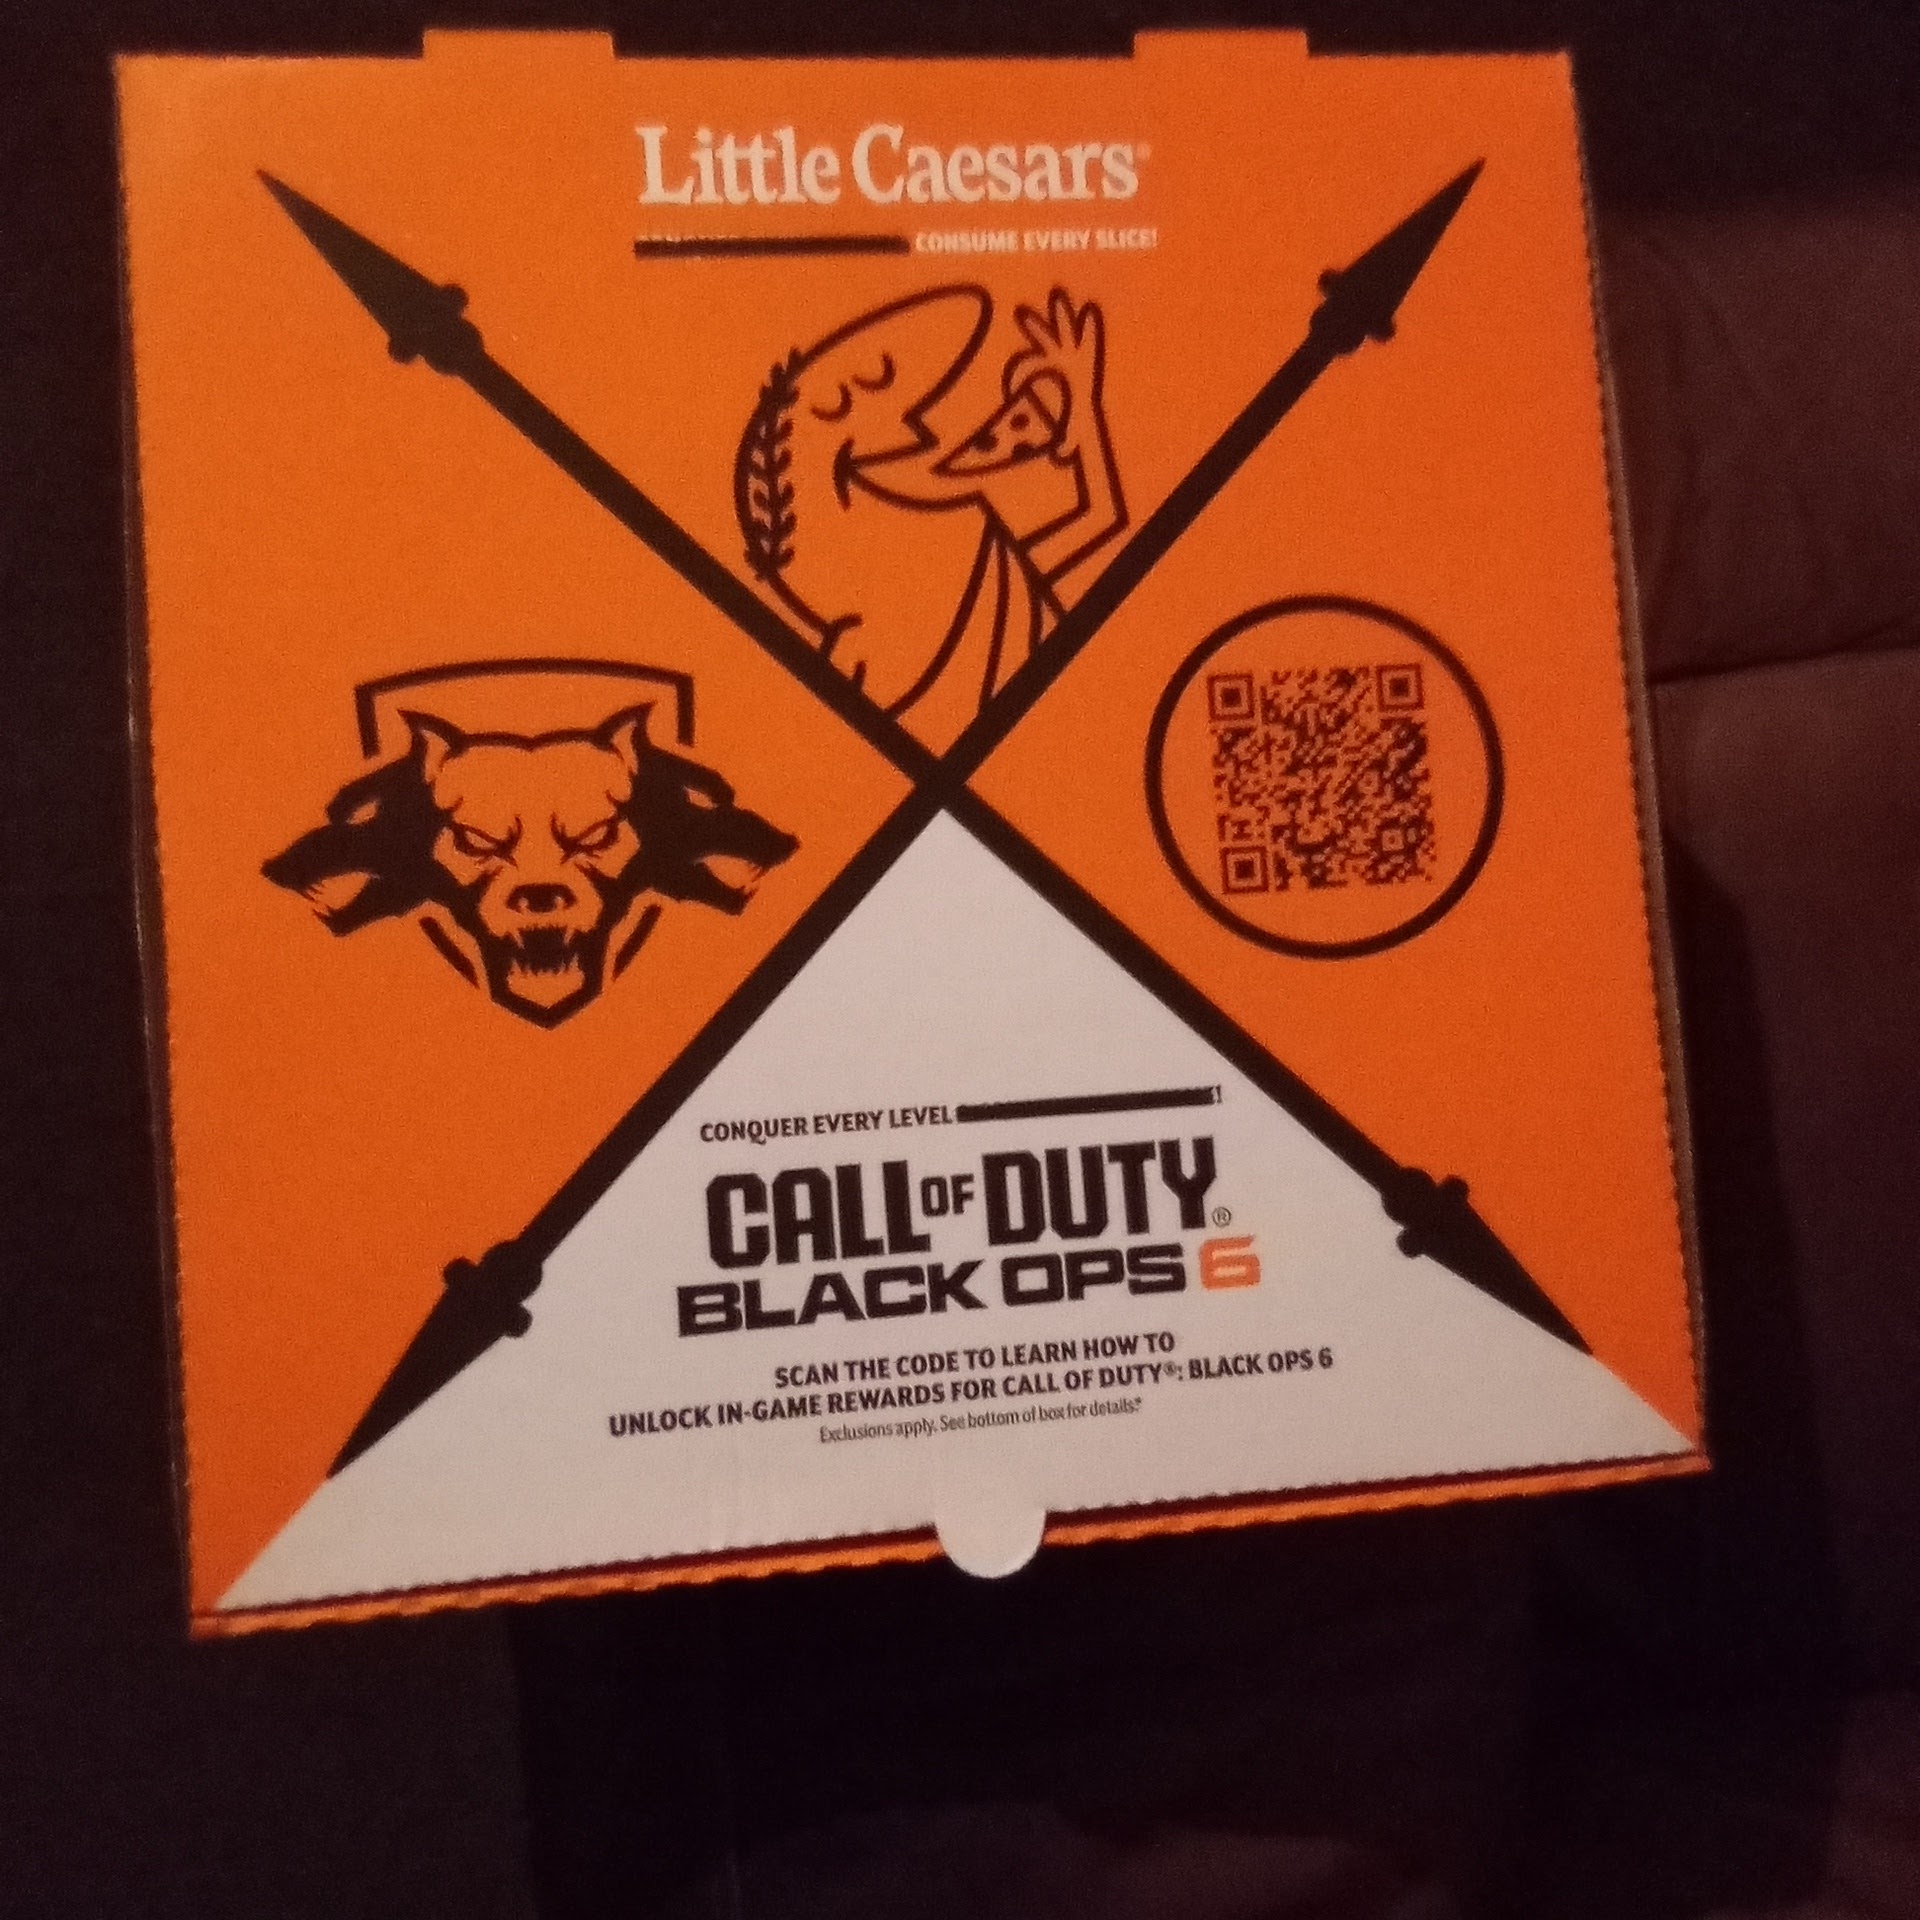 Little Caesars®
CONSUME EVERY SLICE!
CONQUER EVERY LEVEL !
CALL OF DUTY®
BLACK OPS 6
SCAN THE CODE TO LEARN HOW TO
UNLOCK IN-GAME REWARDS FOR CALL OF DUTY®: BLACK OPS 6
Exclusions apply. See bottom of box for details.*